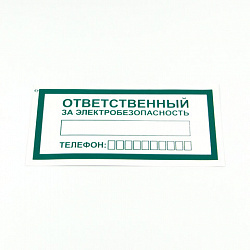 ОТВЕТСТВЕННЫЙ
ЗА ЭЛЕКТРОБЕЗОПАСНОСТЬ
ТЕЛЕФОН: